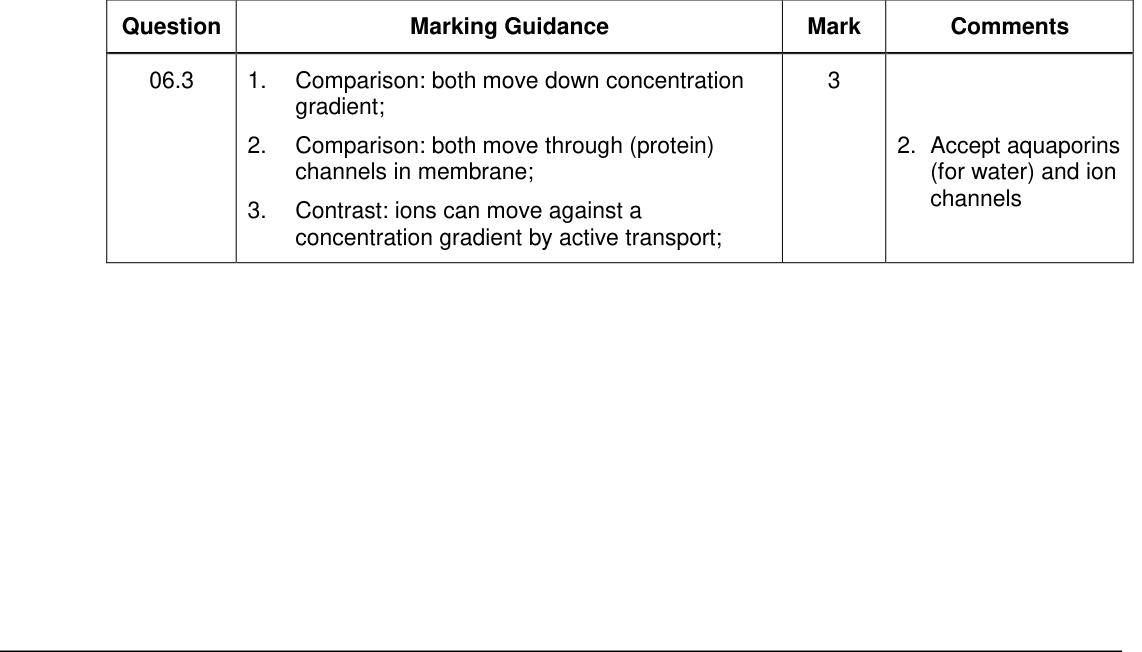 Question Marking Guidance Mark Comments
06.3 1. Comparison: both move down concentration 3
gradient;
2. Comparison: both move through (protein) 2. Accept aquaporins
channels in membrane; (for water) and ion
3. Contrast: ions can move against a channels
concentration gradient by active transport;